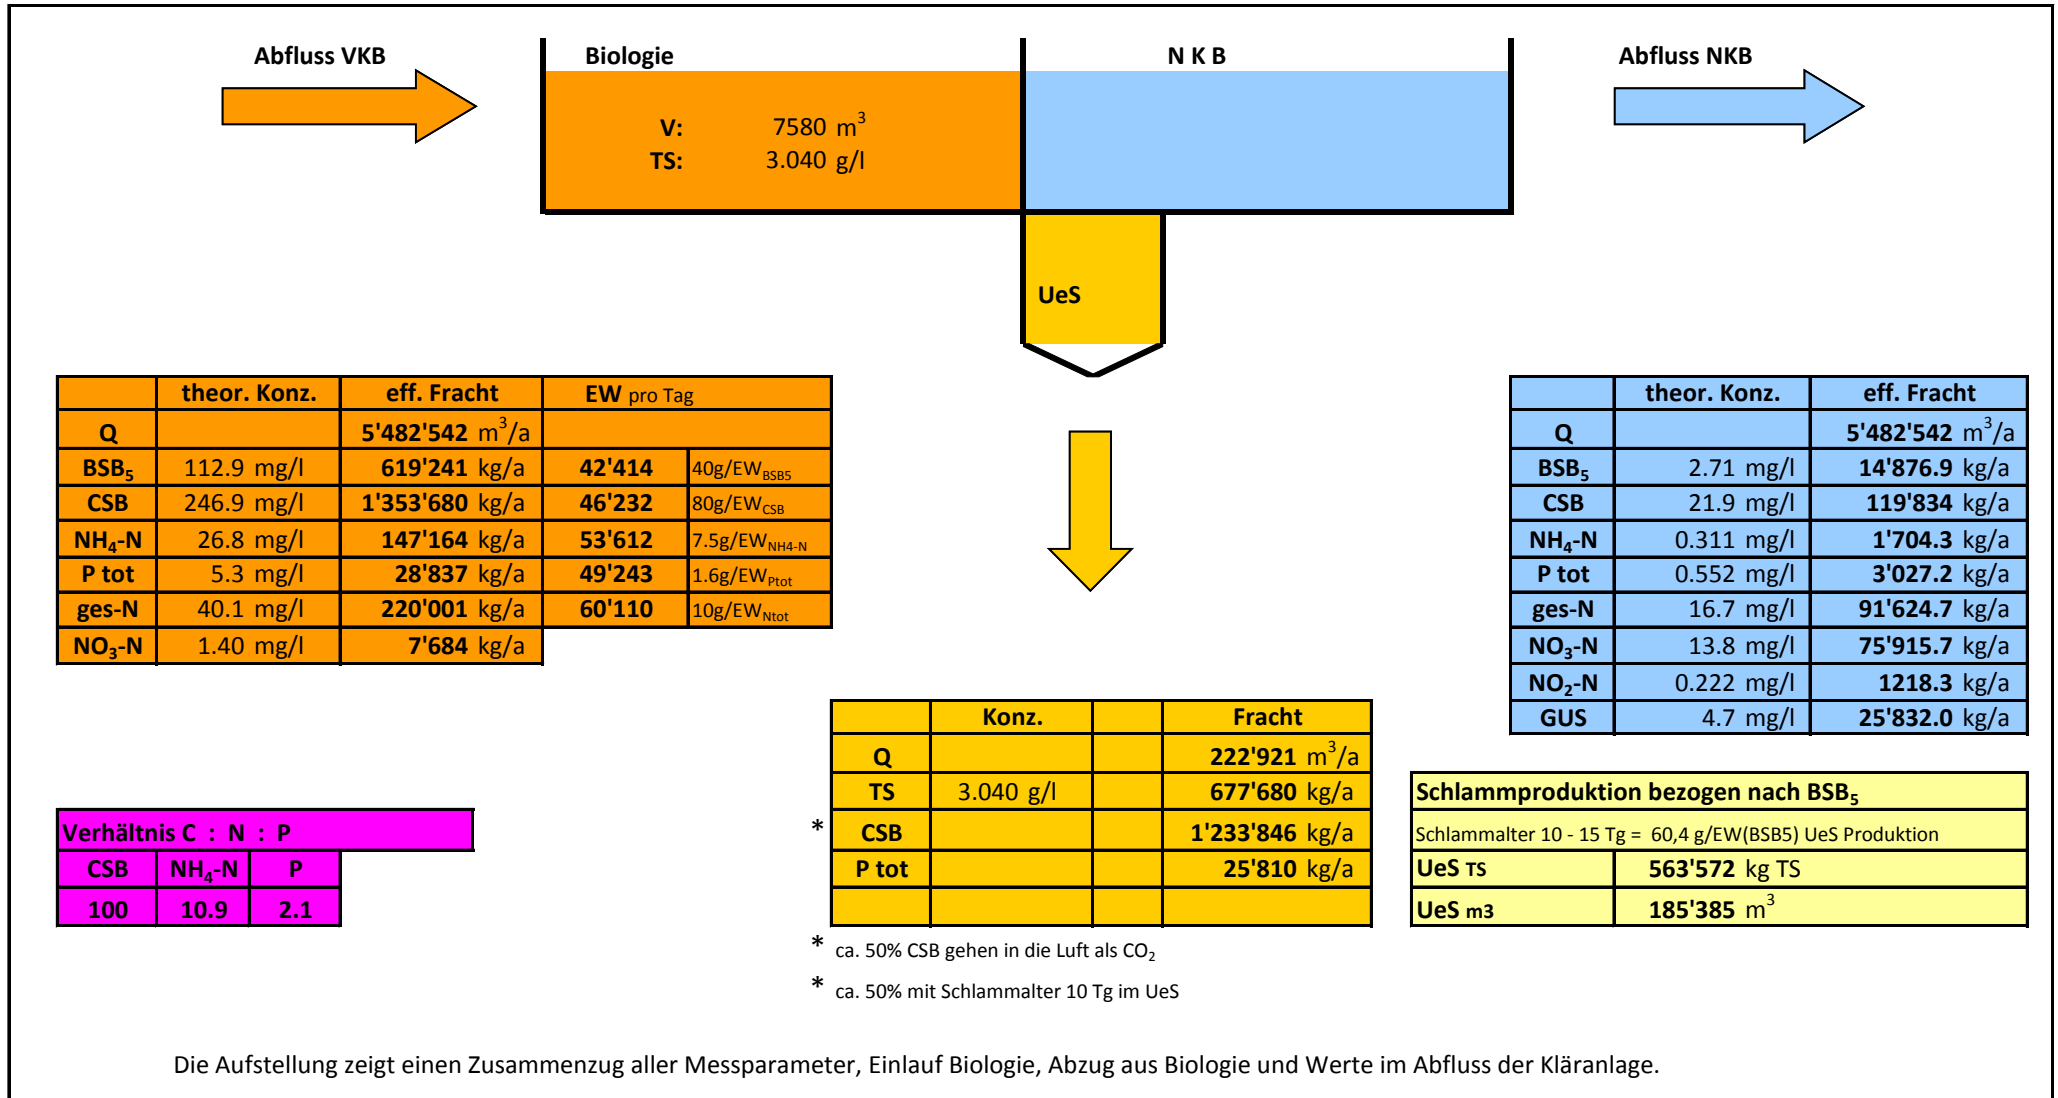 Abfluss VKB
Biologie
N K B
Abfluss NKB
V: 7580 m³
TS: 3.040 g/l
UeS
theor. Konz. eff. Fracht EW pro Tag
Q 5'482'542 m³/a
BSB₅ 112.9 mg/l 619'241 kg/a 42'414 40g/EW_BSB5
CSB 246.9 mg/l 1'353'680 kg/a 46'232 80g/EW_CSB
NH₄-N 26.8 mg/l 147'164 kg/a 53'612 7.5g/EW_NH4-N
P tot 5.3 mg/l 28'837 kg/a 49'243 1.6g/EW_Ptot
ges-N 40.1 mg/l 220'001 kg/a 60'110 10g/EW_Ntot
NO₃-N 1.40 mg/l 7'684 kg/a
theor. Konz. eff. Fracht
Q 5'482'542 m³/a
BSB₅ 2.71 mg/l 14'876.9 kg/a
CSB 21.9 mg/l 119'834 kg/a
NH₄-N 0.311 mg/l 1'704.3 kg/a
P tot 0.552 mg/l 3'027.2 kg/a
ges-N 16.7 mg/l 91'624.7 kg/a
NO₃-N 13.8 mg/l 75'915.7 kg/a
NO₂-N 0.222 mg/l 1218.3 kg/a
GUS 4.7 mg/l 25'832.0 kg/a
Konz. Fracht
Q 222'921 m³/a
TS 3.040 g/l 677'680 kg/a
* CSB 1'233'846 kg/a
P tot 25'810 kg/a
* ca. 50% CSB gehen in die Luft als CO₂
* ca. 50% mit Schlammalter 10 Tg im UeS
Verhältnis C : N : P
CSB NH₄-N P
100 10.9 2.1
Schlammproduktion bezogen nach BSB₅
Schlammalter 10 - 15 Tg = 60,4 g/EW(BSB5) UeS Produktion
UeS TS 563'572 kg TS
UeS m3 185'385 m³
Die Aufstellung zeigt einen Zusammenzug aller Messparameter, Einlauf Biologie, Abzug aus Biologie und Werte im Abfluss der Kläranlage.